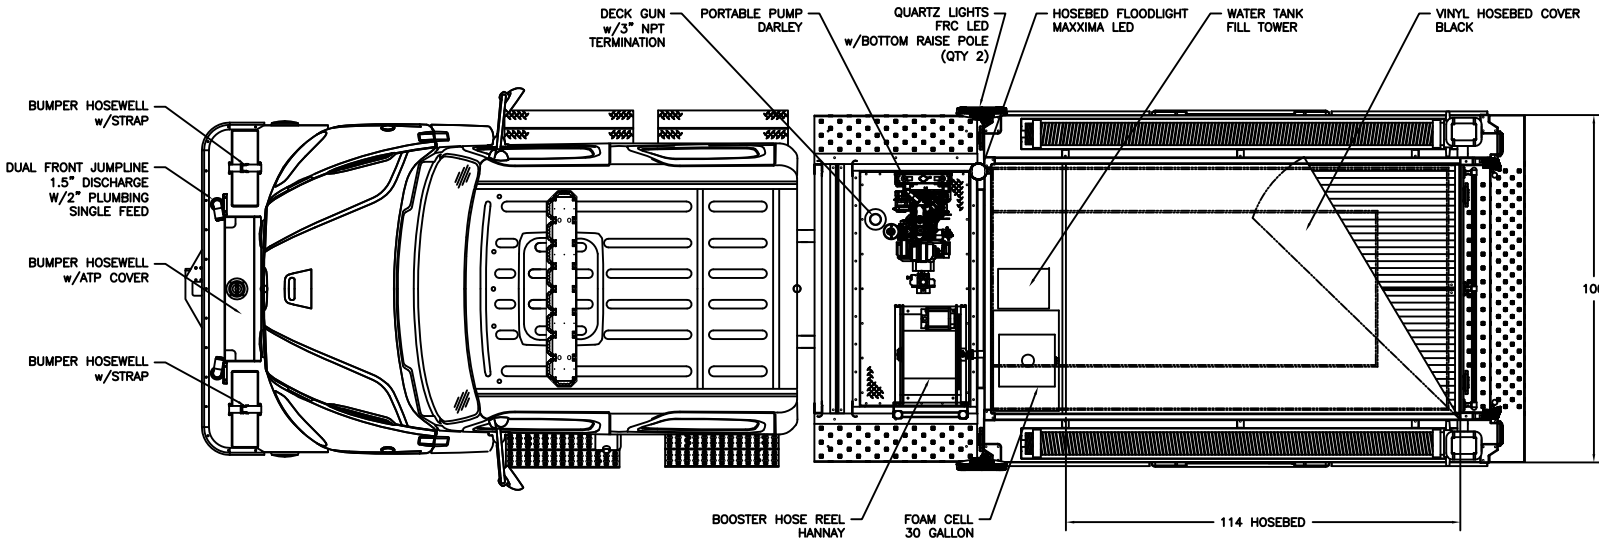 DECK GUN
w/3" NPT
TERMINATION
PORTABLE PUMP
DARLEY
QUARTZ LIGHTS
FRC LED
w/BOTTOM RAISE POLE
(QTY 2)
HOSEBED FLOODLIGHT
MAXXIMA LED
WATER TANK
FILL TOWER
VINYL HOSEBED COVER
BLACK
BUMPER HOSEWELL
w/STRAP
DUAL FRONT JUMPLINE
1.5" DISCHARGE
W/2" PLUMBING
SINGLE FEED
BUMPER HOSEWELL
w/ATP COVER
BUMPER HOSEWELL
w/STRAP
100
BOOSTER HOSE REEL
HANNAY
FOAM CELL
30 GALLON
114 HOSEBED